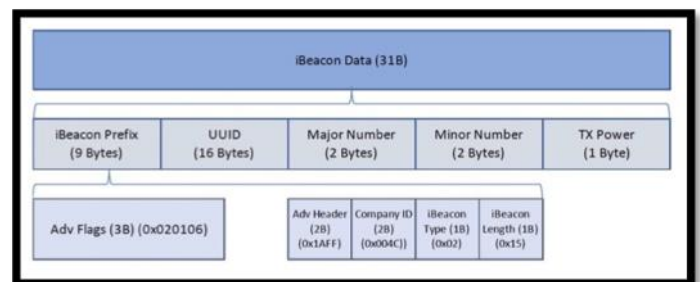 iBeacon Data (31B)
iBeacon Prefix
(9 Bytes)
UUID
(16 Bytes)
Major Number
(2 Bytes)
Minor Number
(2 Bytes)
TX Power
(1 Byte)
Adv Flags (3B) (0x020106)
Adv Header
(2B)
(0x1AFF)
Company ID
(2B)
(0x004C))
iBeacon
Type (1B)
(0x02)
iBeacon
Length (1B)
(0x15)